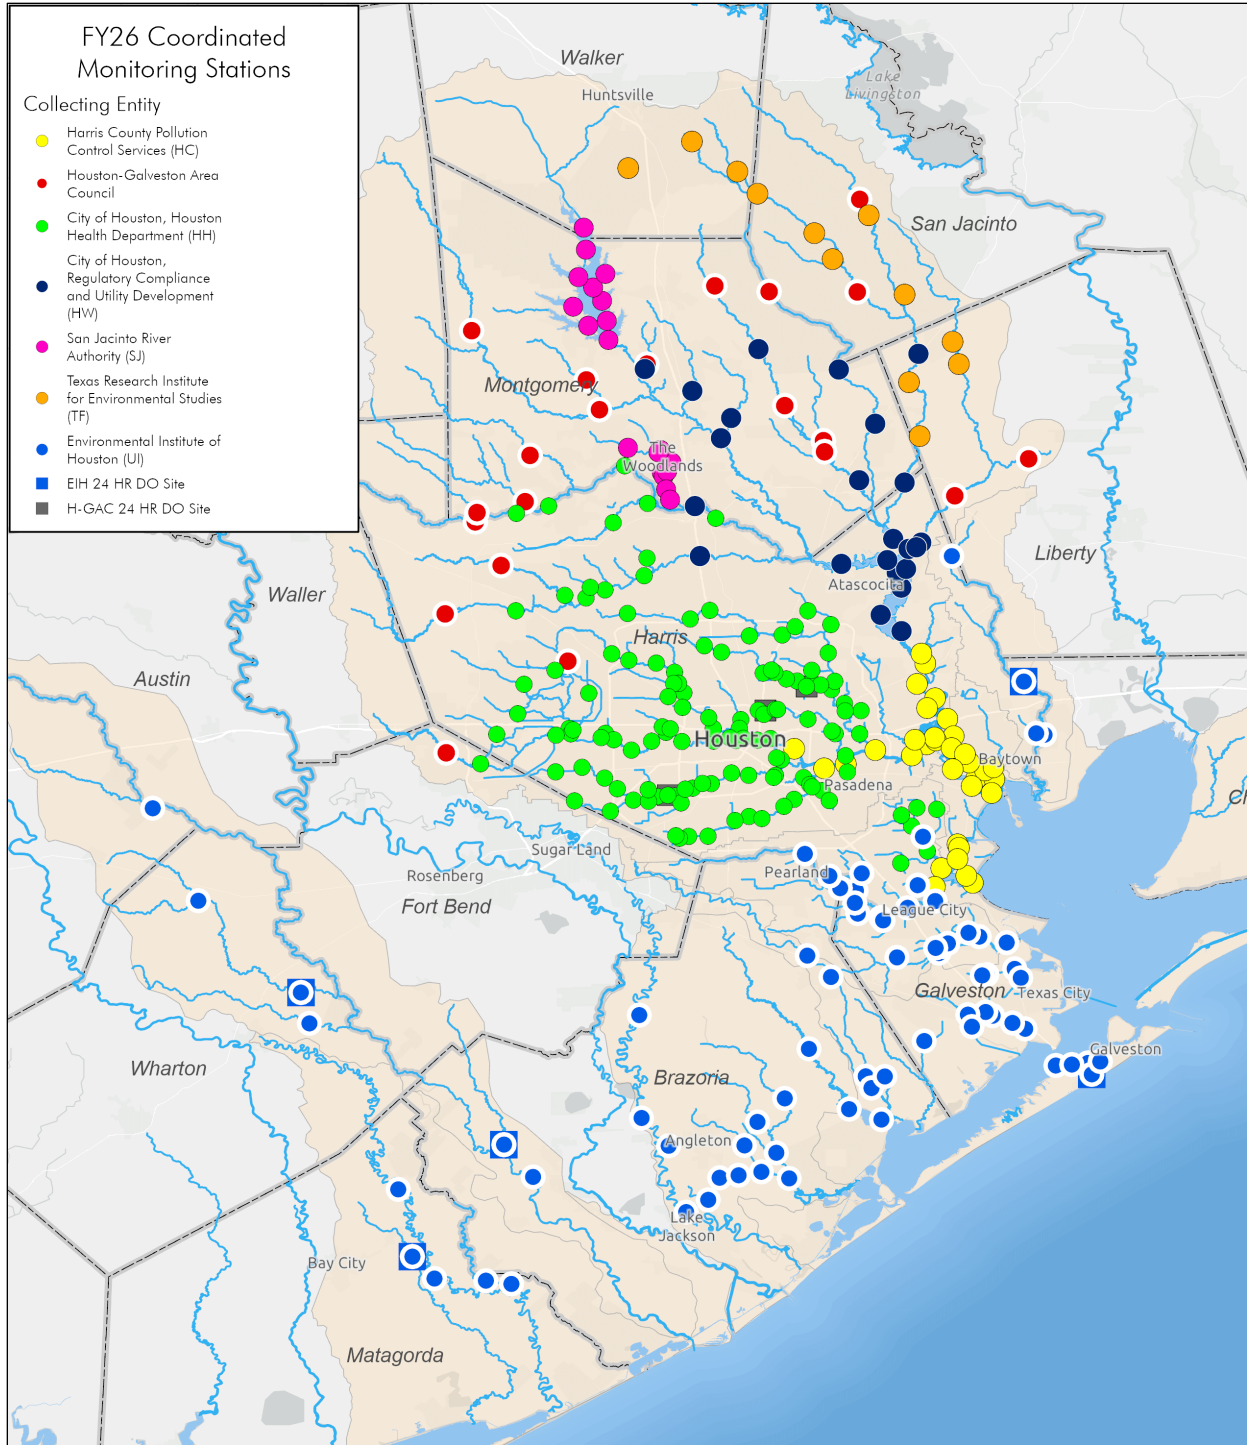 FY26 Coordinated
Monitoring Stations
Collecting Entity
Harris County Pollution
Control Services (HC)
Houston-Galveston Area
Council
City of Houston, Houston
Health Department (HH)
City of Houston,
Regulatory Compliance
and Utility Development
(HW)
San Jacinto River
Authority (SJ)
Texas Research Institute
for Environmental Studies
(TF)
Environmental Institute of
Houston (UI)
EIH 24 HR DO Site
H-GAC 24 HR DO Site
Walker
Huntsville
Lake
Livingston
San Jacinto
Montgomery
The
Woodlands
Liberty
Atascocita
Waller
Harris
Austin
Houston
Baytown
Pasadena
Ch
Sugar Land
Pearland
Rosenberg
Fort Bend
League City
Galveston
Texas City
Galveston
Wharton
Brazoria
Angleton
Lake
Jackson
Bay City
Matagorda